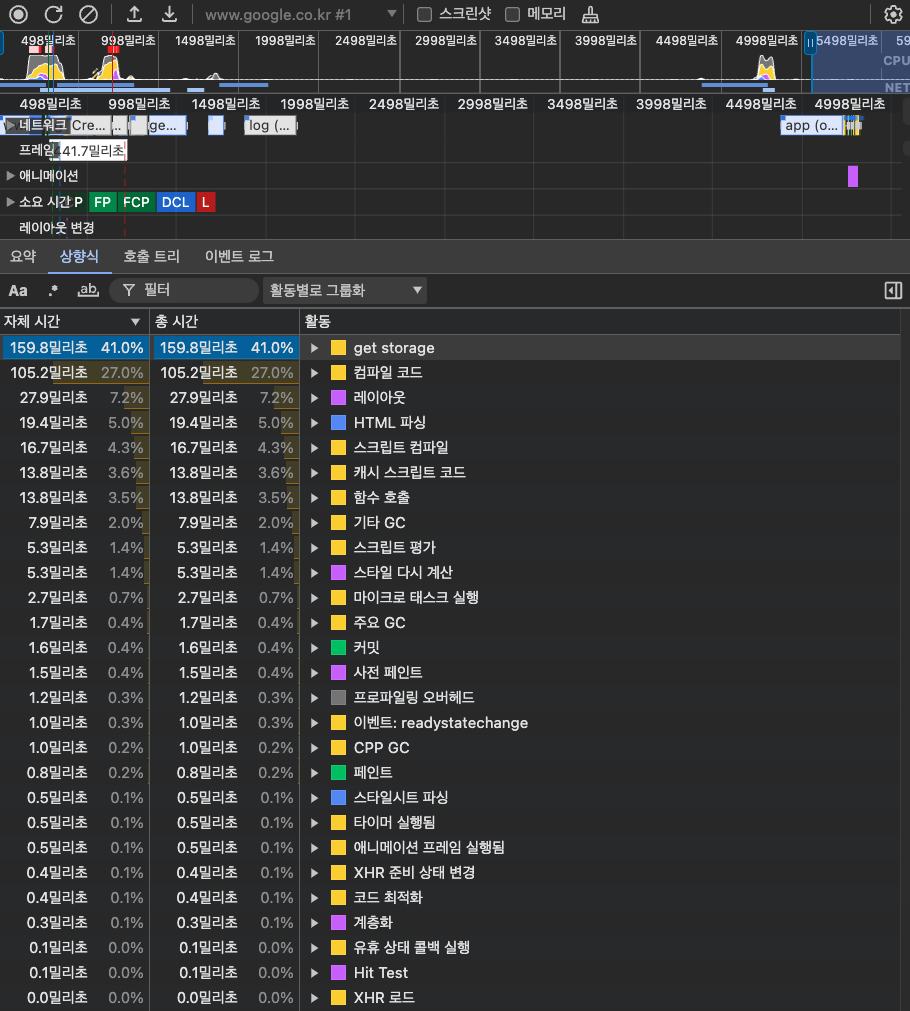 www.google.co.kr #1 스크린샷 메모리
498밀리초 998밀리초 1498밀리초 1998밀리초 2498밀리초 2998밀리초 3498밀리초 3998밀리초 4498밀리초 4998밀리초 5498밀리초 59
CPU
NET
498밀리초 998밀리초 1498밀리초 1998밀리초 2498밀리초 2998밀리초 3498밀리초 3998밀리초 4498밀리초 4998밀리초
네트워크 Cre... ... ge... log (... app (o...
프레임 441.7밀리초
애니메이션
소요 시간 P FP FCP DCL L
레이아웃 변경
요약 상향식 호출 트리 이벤트 로그
Aa .* ab 필터 활동별로 그룹화
자체 시간 총 시간 활동
159.8밀리초 41.0% 159.8밀리초 41.0% get storage
105.2밀리초 27.0% 105.2밀리초 27.0% 컴파일 코드
27.9밀리초 7.2% 27.9밀리초 7.2% 레이아웃
19.4밀리초 5.0% 19.4밀리초 5.0% HTML 파싱
16.7밀리초 4.3% 16.7밀리초 4.3% 스크립트 컴파일
13.8밀리초 3.6% 13.8밀리초 3.6% 캐시 스크립트 코드
13.8밀리초 3.5% 13.8밀리초 3.5% 함수 호출
7.9밀리초 2.0% 7.9밀리초 2.0% 기타 GC
5.3밀리초 1.4% 5.3밀리초 1.4% 스크립트 평가
5.3밀리초 1.4% 5.3밀리초 1.4% 스타일 다시 계산
2.7밀리초 0.7% 2.7밀리초 0.7% 마이크로 태스크 실행
1.7밀리초 0.4% 1.7밀리초 0.4% 주요 GC
1.6밀리초 0.4% 1.6밀리초 0.4% 커밋
1.5밀리초 0.4% 1.5밀리초 0.4% 사전 페인트
1.2밀리초 0.3% 1.2밀리초 0.3% 프로파일링 오버헤드
1.0밀리초 0.3% 1.0밀리초 0.3% 이벤트: readystatechange
1.0밀리초 0.2% 1.0밀리초 0.2% CPP GC
0.8밀리초 0.2% 0.8밀리초 0.2% 페인트
0.5밀리초 0.1% 0.5밀리초 0.1% 스타일시트 파싱
0.5밀리초 0.1% 0.5밀리초 0.1% 타이머 실행됨
0.5밀리초 0.1% 0.5밀리초 0.1% 애니메이션 프레임 실행됨
0.4밀리초 0.1% 0.4밀리초 0.1% XHR 준비 상태 변경
0.4밀리초 0.1% 0.4밀리초 0.1% 코드 최적화
0.3밀리초 0.1% 0.3밀리초 0.1% 계층화
0.1밀리초 0.0% 0.1밀리초 0.0% 유휴 상태 콜백 실행
0.1밀리초 0.0% 0.1밀리초 0.0% Hit Test
0.0밀리초 0.0% 0.0밀리초 0.0% XHR 로드